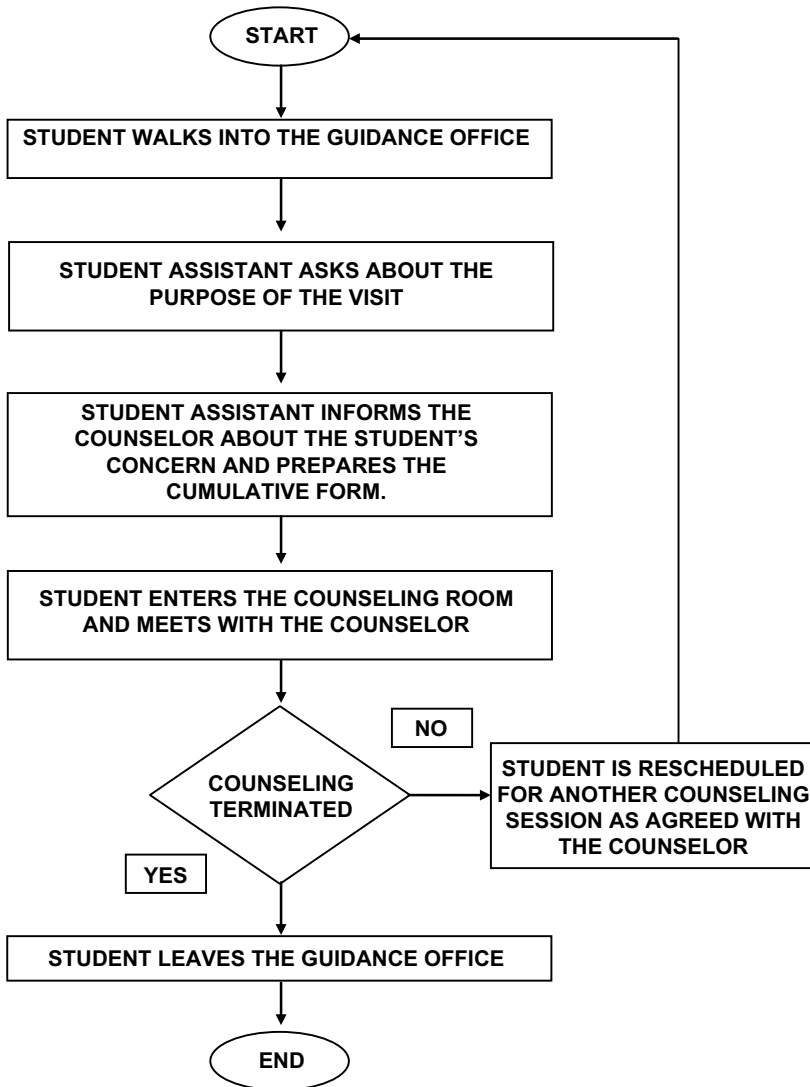 START
STUDENT WALKS INTO THE GUIDANCE OFFICE
STUDENT ASSISTANT ASKS ABOUT THE
PURPOSE OF THE VISIT
STUDENT ASSISTANT INFORMS THE
COUNSELOR ABOUT THE STUDENT’S
CONCERN AND PREPARES THE
CUMULATIVE FORM.
STUDENT ENTERS THE COUNSELING ROOM
AND MEETS WITH THE COUNSELOR
COUNSELING
TERMINATED
NO
STUDENT IS RESCHEDULED
FOR ANOTHER COUNSELING
SESSION AS AGREED WITH
THE COUNSELOR
YES
STUDENT LEAVES THE GUIDANCE OFFICE
END